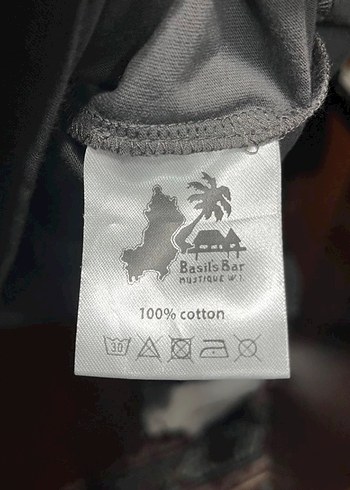 Basil's Bar
MUSTIQUE W.I.
100% cotton
30